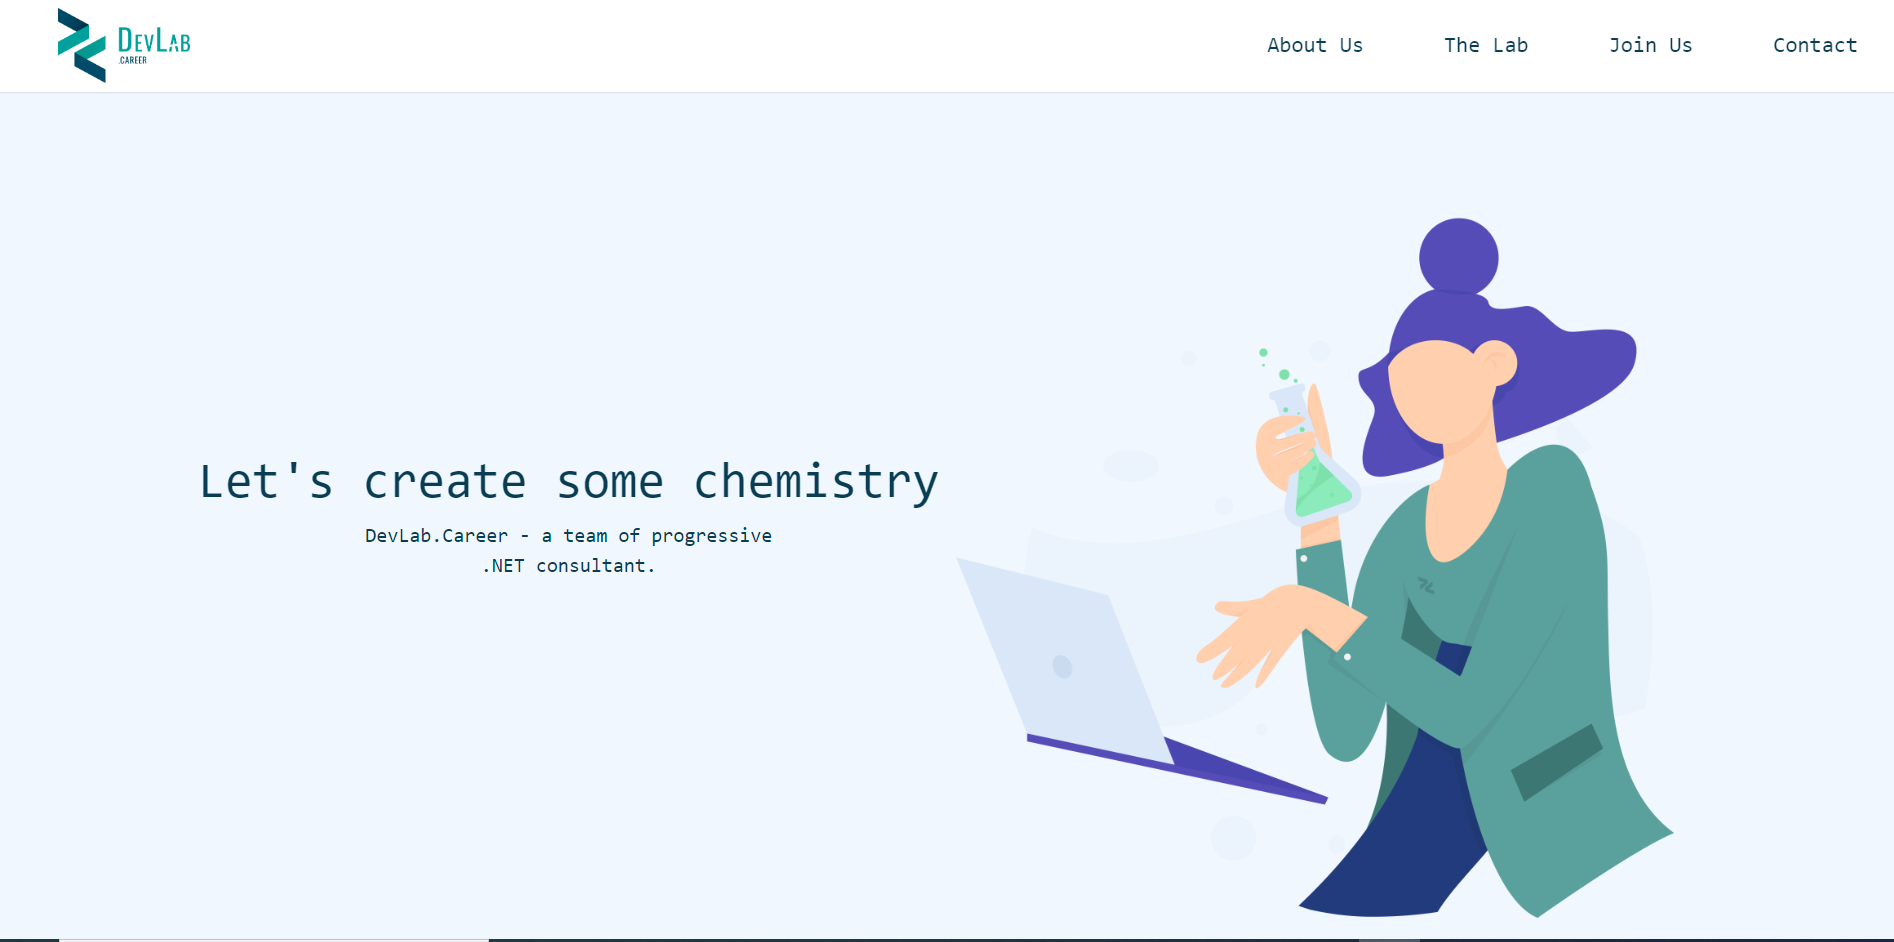 DEVLAB
.CAREER
About Us
The Lab
Join Us
Contact
Let's create some chemistry
DevLab.Career - a team of progressive
.NET consultant.